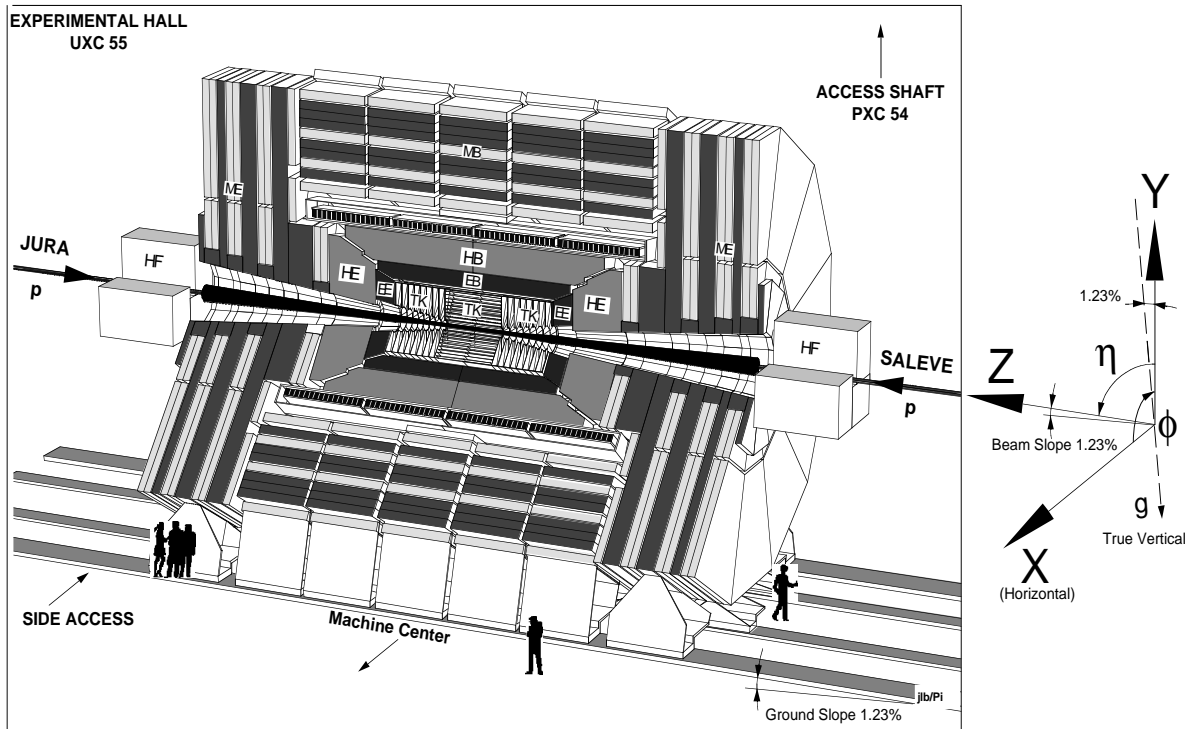 EXPERIMENTAL HALL
UXC 55
ACCESS SHAFT
PXC 54
MB
ME
ME
JURA
p
HF
HE
HB
EB
EE
TK
TK
TK
EE
HE
HF
SALEVE
p
SIDE ACCESS
Machine Center
jlb/Pi
Ground Slope 1.23%
Y
1.23%
η
Z
ϕ
Beam Slope 1.23%
g
True Vertical
X
(Horizontal)